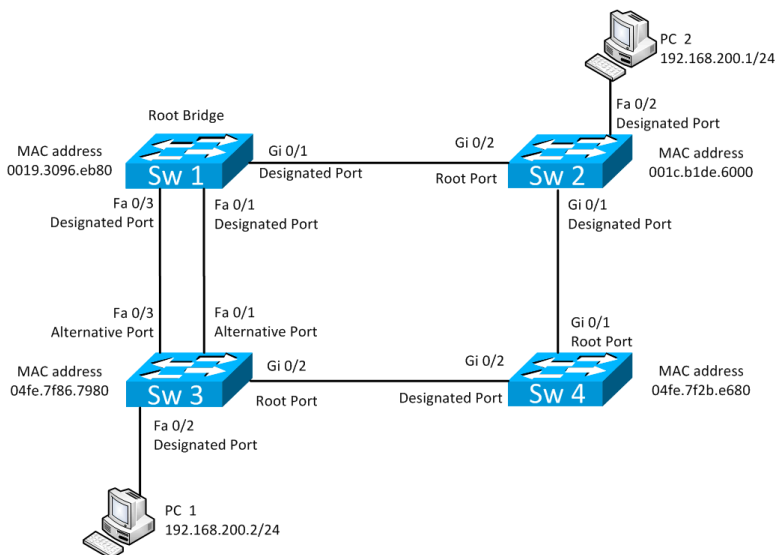 PC 2
192.168.200.1/24
Fa 0/2
Designated Port
Root Bridge
MAC address
0019.3096.eb80
Sw 1
Gi 0/1
Designated Port
Gi 0/2
Root Port
Sw 2
MAC address
001c.b1de.6000
Fa 0/3
Designated Port
Fa 0/1
Designated Port
Gi 0/1
Designated Port
Fa 0/3
Alternative Port
Fa 0/1
Alternative Port
Gi 0/1
Root Port
MAC address
04fe.7f86.7980
Sw 3
Gi 0/2
Root Port
Gi 0/2
Designated Port
Sw 4
MAC address
04fe.7f2b.e680
Fa 0/2
Designated Port
PC 1
192.168.200.2/24